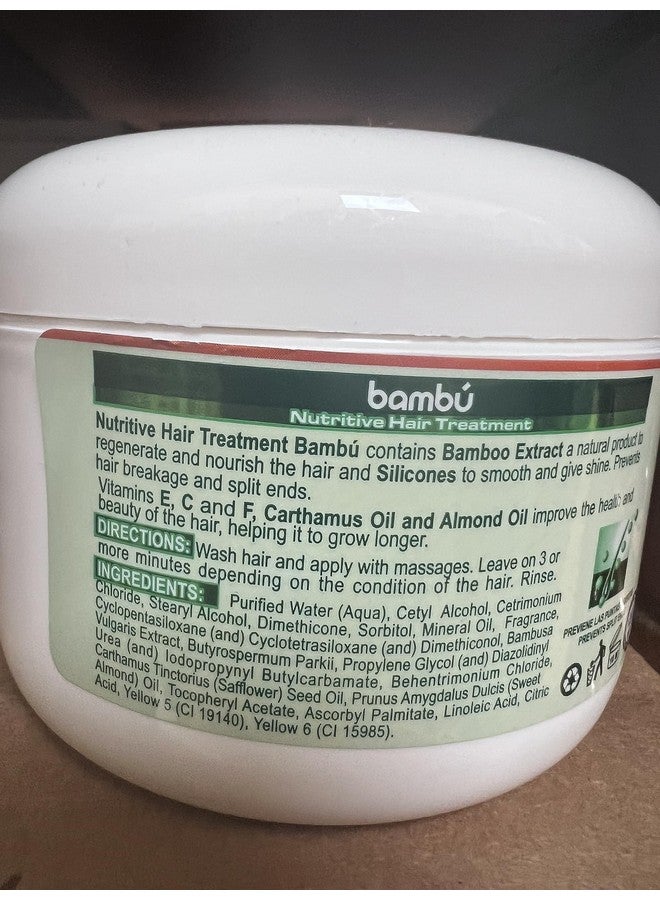 bambú
Nutritive Hair Treatment
Nutritive Hair Treatment Bambú contains Bamboo Extract a natural product to
regenerate and nourish the hair and Silicones to smooth and give shine. Prevents
hair breakage and split ends.
Vitamins E, C and F, Carthamus Oil and Almond Oil improve the health and
beauty of the hair, helping it to grow longer.
DIRECTIONS: Wash hair and apply with massages. Leave on 3 or
more minutes depending on the condition of the hair. Rinse.
INGREDIENTS: Purified Water (Aqua), Cetyl Alcohol, Cetrimonium
Chloride, Stearyl Alcohol, Dimethicone, Sorbitol, Mineral Oil, Fragrance,
Cyclopentasiloxane (and) Cyclotetrasiloxane (and) Dimethiconol, Bambusa
Vulgaris Extract, Butyrospermum Parkii, Propylene Glycol (and) Diazolidinyl
Urea (and) Iodopropynyl Butylcarbamate, Behentrimonium Chloride,
Carthamus Tinctorius (Safflower) Seed Oil, Prunus Amygdalus Dulcis (Sweet
Almond) Oil, Tocopheryl Acetate, Ascorbyl Palmitate, Linoleic Acid, Citric
Acid, Yellow 5 (CI 19140), Yellow 6 (CI 15985).
PREVIENE LAS
PREVENTS SPLIT